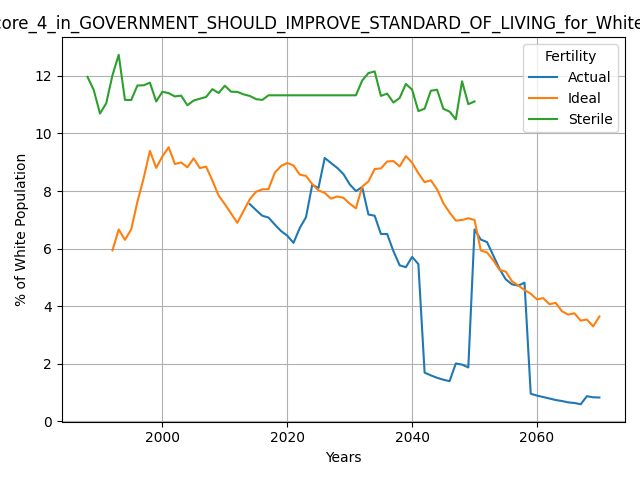 core_4_in_GOVERNMENT_SHOULD_IMPROVE_STANDARD_OF_LIVING_for_White
Fertility
Actual
Ideal
Sterile
% of White Population
12
10
8
6
4
2
0
2000
2020
2040
2060
Years